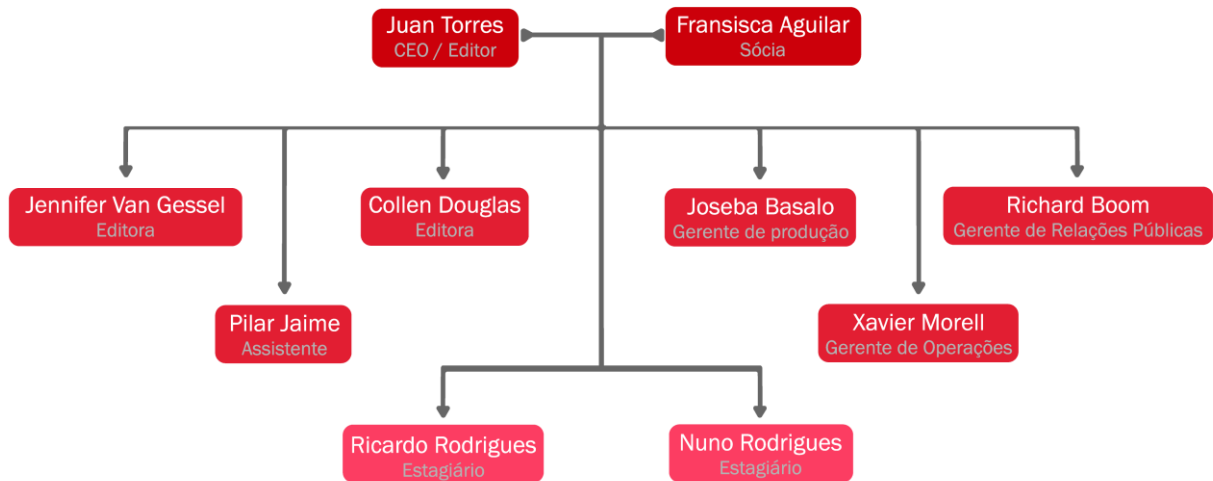 Juan Torres
CEO / Editor
Fransisca Aguilar
Sócia
Jennifer Van Gessel
Editora
Collen Douglas
Editora
Joseba Basalo
Gerente de produção
Richard Boom
Gerente de Relações Públicas
Pilar Jaime
Assistente
Xavier Morell
Gerente de Operações
Ricardo Rodrigues
Estagiário
Nuno Rodrigues
Estagiário